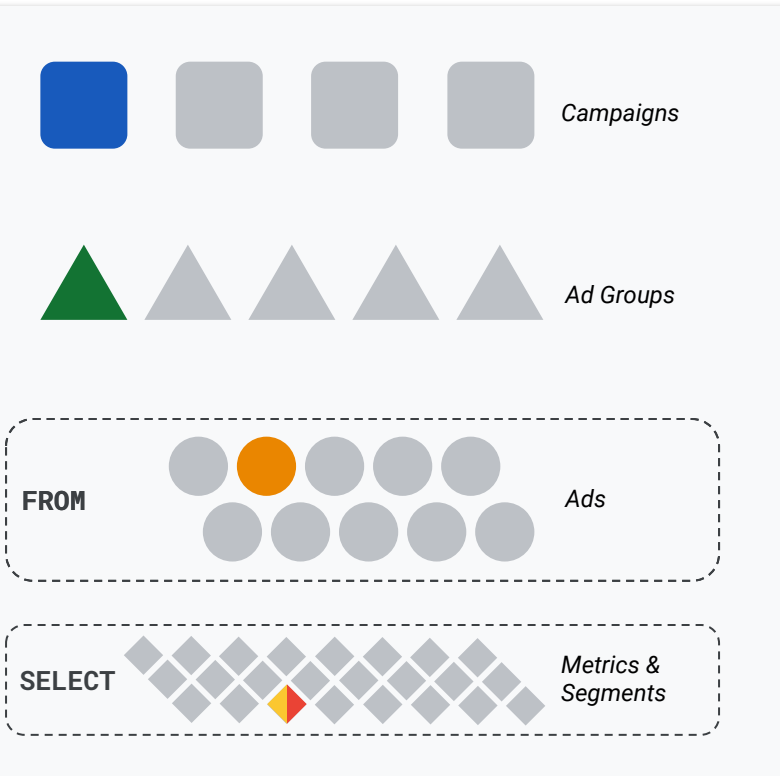 Campaigns
Ad Groups
FROM
Ads
SELECT
Metrics &
Segments